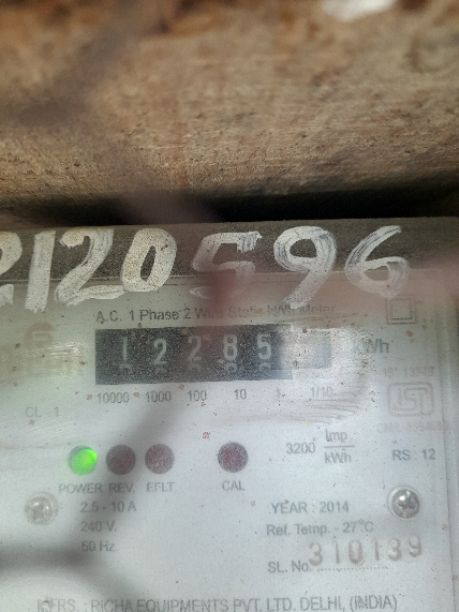 2120596
A.C. 1 Phase 2 Wire Static kWh Meter
12285 kWh
10000 1000 100 10 1 1/10
CL 1
3200 Imp/kWh
RS : 12
POWER REV. EFLT CAL
2.5 - 10 A
240 V.
50 Hz
YEAR : 2014
Ref. Temp. - 27°C
SL. No. 310139
MFRS. : RICHA EQUIPMENTS PVT. LTD. DELHI, (INDIA)